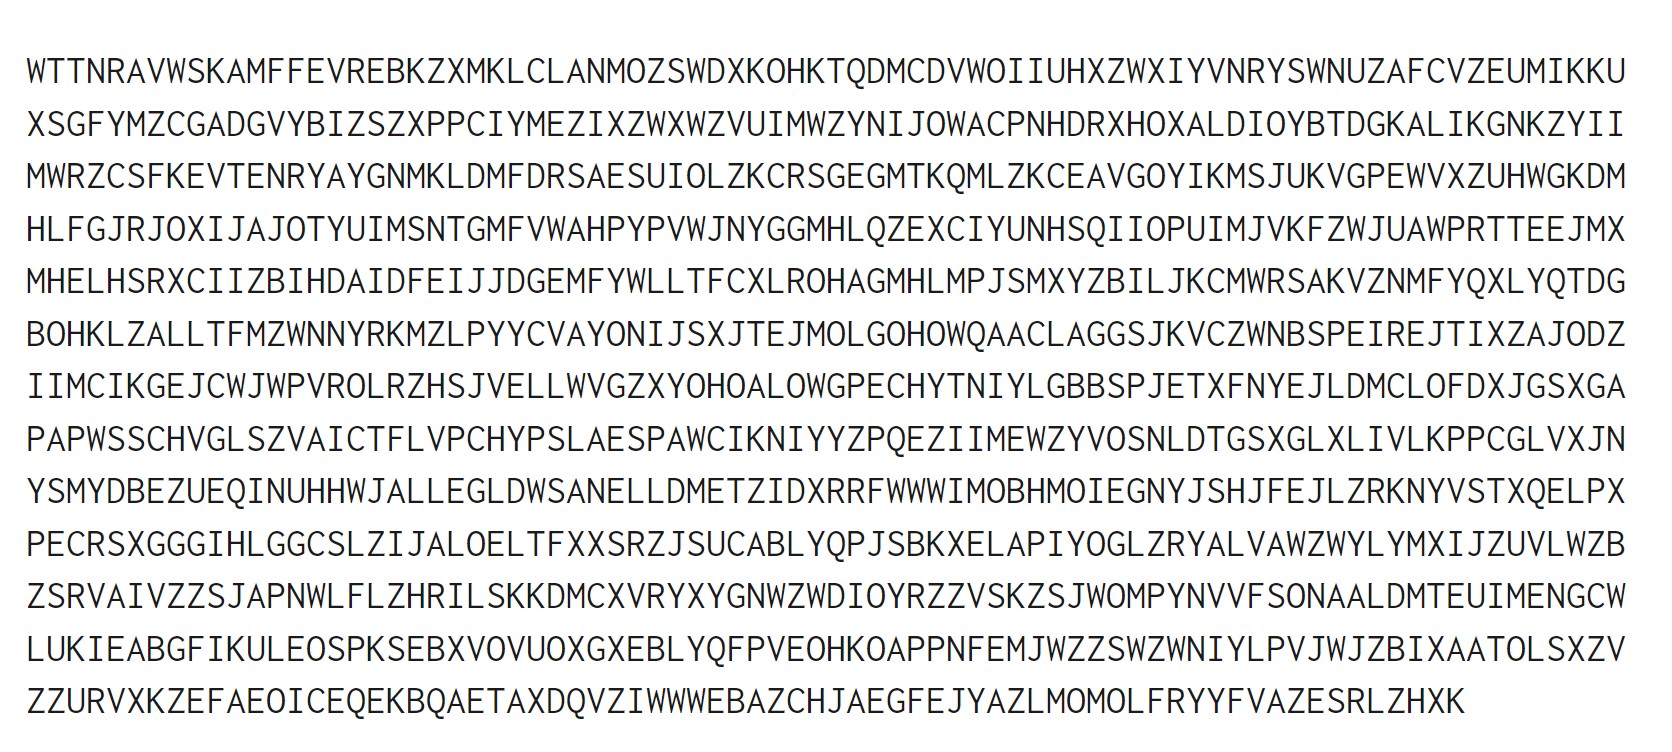 WTTNRAVWSKAMFFEVREBKZXMKLCLANMOZSWDXKOHKTQDMCDVWOIIUHXZWXIYVNRYSWNUZAFCVZEUMIKKU
XSGFYMZCGADGVYBIZSZXPPCIYMEZIXZWXWZVUIMWZYNIJOWACPNHDRXHOXALDIOYBTDGKALIKGNKZYII
MWRZCSFKEVTENRYAYGNMKLDMFDRSAESUIOLZKCRSGEGMTKQMLZKCEAVGOYIKMSJUKVGPEWVXZUHWGKDM
HLFGJRJOXIJAJOTYUIMSNTGMFVWAHPYPVWJNYGGMHLQZEXCIYUNHSQIIOPUIMJVKFZWJUAWPRTTEEJMX
MHELHSRXCIIZBIHDAIDFEIJJDGEMFYWLLTFCXLROHAGMHLMPJSMXYZBILJKCMWRSAKVZNMFYQXLYQTDG
BOHKLZALLTFMZWNNYRKMZLPYYCVAYONIJSXJTEJMOLGOHOWQAACLAGGSJKVCZWNBSPEIREJTIXZAJODZ
IIMCIKGEJCWJWPVROLRZHSJVELLWVGZXYOHOALOWGPECHYTNIYLGBBSPJETXFNYEJLDMCLOFDXJGSXGA
PAPWSSCHVGLSZVAICTFLVPCHYPSLAESPAWCIKNIYYZPQEZIIMEWZYVOSNLDTGSXGLXLIVLKPPCGLVXJN
YSMYDBEZUEQINUHHWJALLEGLDWSANELLDMETZIDXRRFWWWIMOBHMOIEGNYJSHJFEJLZRKNYVSTXQELPX
PECRSXGGGIHLGGCSLZIJALOELTFXXSRZJSUCABLYQPJSBKXELAPIYOGLZRYALVAWZWYLYMXIJZUVLWZB
ZSRVAIVZZSJAPNWLFLZHRILSKKDMCXVRYXYGNWZWDIOYRZZVSKZSJWOMPYNVVFSONAALDMTEUIMENGCW
LUKIEABGFIKULEOSPKSEBXVOVUOXGXEBLYQFPVEOHKOAPPNFEMJWZZSWZWNIYLPVJWJZBIXAATOLSXZV
ZZURVXKZEFAEOICEQEKBQAETAXDQVZIWWWEBAZCHJAEGFEJYAZLMOMOLFRYYFVAZESRLZHXK